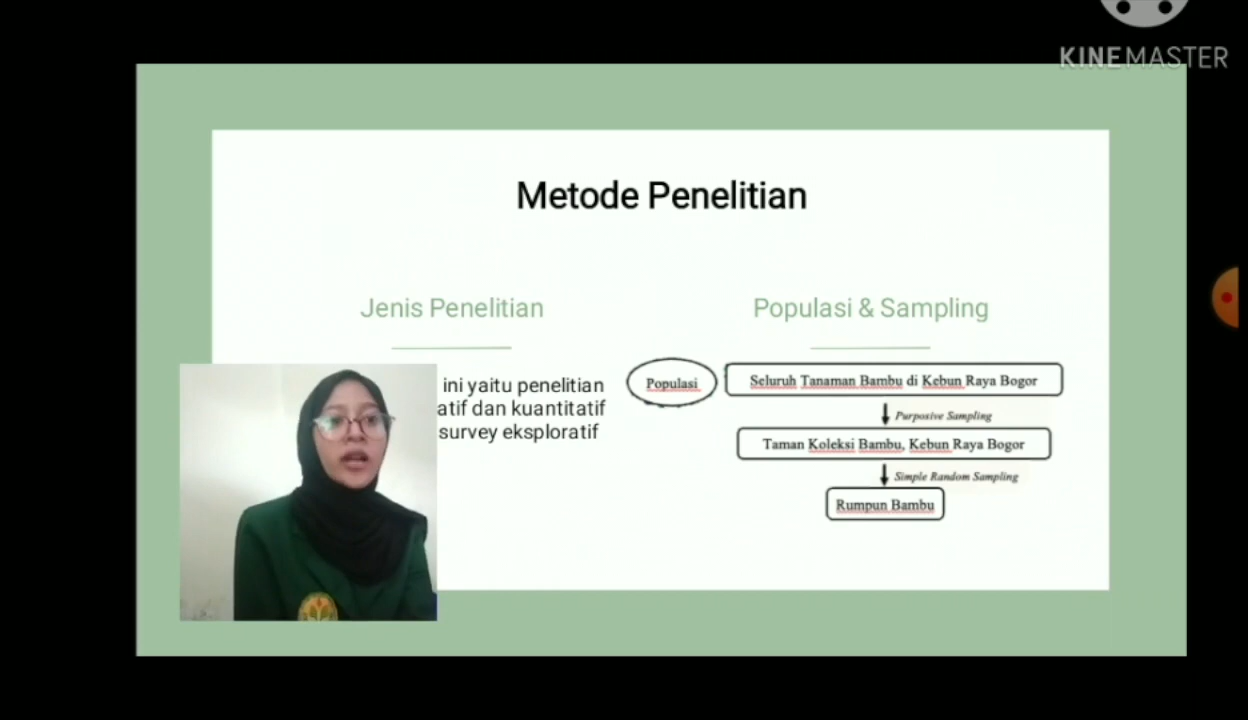 KINEMASTER
Metode Penelitian
Jenis Penelitian
ini yaitu penelitian
atif dan kuantitatif
survey eksploratif
Populasi & Sampling
Populasi
Seluruh Tanaman Bambu di Kebun Raya Bogor
Purposive Sampling
Taman Koleksi Bambu, Kebun Raya Bogor
Simple Random Sampling
Rumpun Bambu